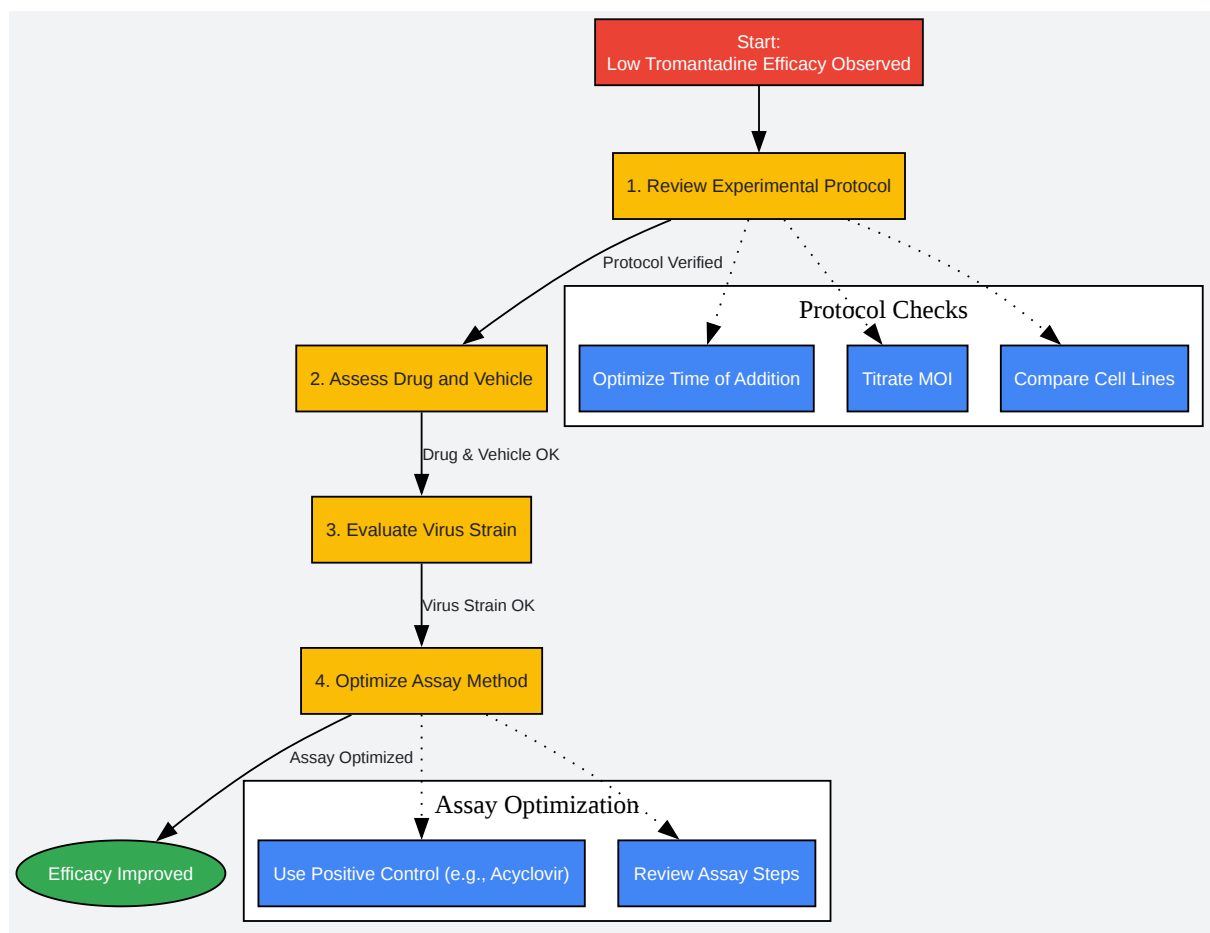 Start:
Low Tromantadine Efficacy Observed
1. Review Experimental Protocol
Protocol Verified
Protocol Checks
2. Assess Drug and Vehicle
Optimize Time of Addition
Titrate MOI
Compare Cell Lines
Drug & Vehicle OK
3. Evaluate Virus Strain
Virus Strain OK
4. Optimize Assay Method
Assay Optimized
Assay Optimization
Efficacy Improved
Use Positive Control (e.g., Acyclovir)
Review Assay Steps